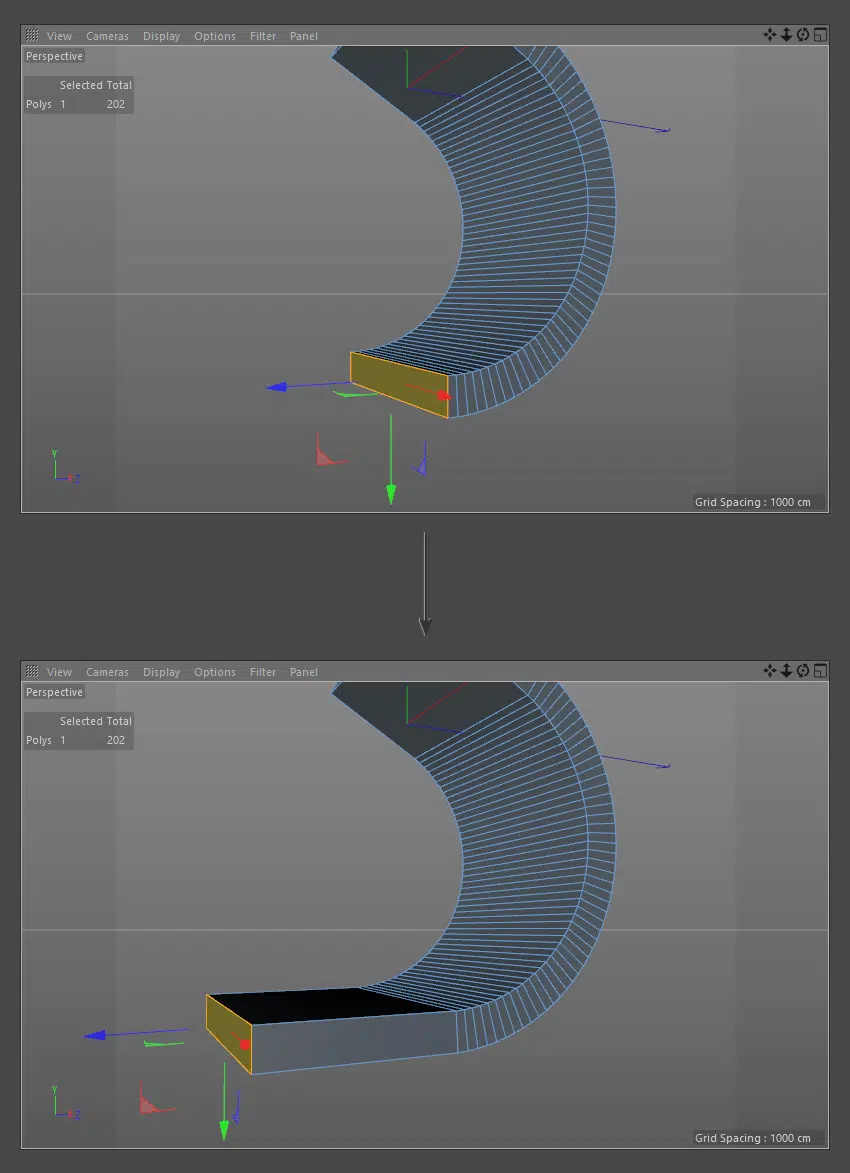 View Cameras Display Options Filter Panel
Perspective
Selected Total
Polys 1 202
Y
Z
Grid Spacing : 1000 cm
View Cameras Display Options Filter Panel
Perspective
Selected Total
Polys 1 202
Y
Z
Grid Spacing : 1000 cm